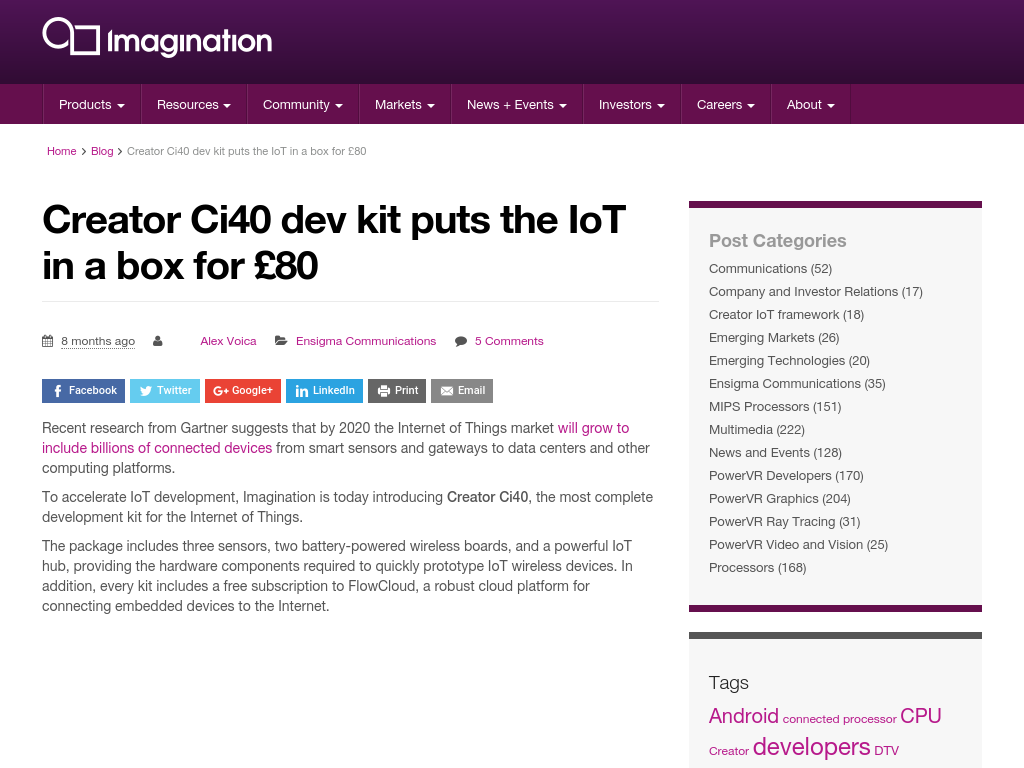 Imagination
Products Resources Community Markets News + Events Investors Careers About
Home > Blog > Creator Ci40 dev kit puts the IoT in a box for £80
Creator Ci40 dev kit puts the IoT
in a box for £80
8 months ago Alex Voica Ensigma Communications 5 Comments
Facebook Twitter Google+ LinkedIn Print Email
Recent research from Gartner suggests that by 2020 the Internet of Things market will grow to
include billions of connected devices from smart sensors and gateways to data centers and other
computing platforms.
To accelerate IoT development, Imagination is today introducing Creator Ci40, the most complete
development kit for the Internet of Things.
The package includes three sensors, two battery-powered wireless boards, and a powerful IoT
hub, providing the hardware components required to quickly prototype IoT wireless devices. In
addition, every kit includes a free subscription to FlowCloud, a robust cloud platform for
connecting embedded devices to the Internet.
Post Categories
Communications (52)
Company and Investor Relations (17)
Creator IoT framework (18)
Emerging Markets (26)
Emerging Technologies (20)
Ensigma Communications (35)
MIPS Processors (151)
Multimedia (222)
News and Events (128)
PowerVR Developers (170)
PowerVR Graphics (204)
PowerVR Ray Tracing (31)
PowerVR Video and Vision (25)
Processors (168)
Tags
Android connected processor CPU
Creator developers DTV